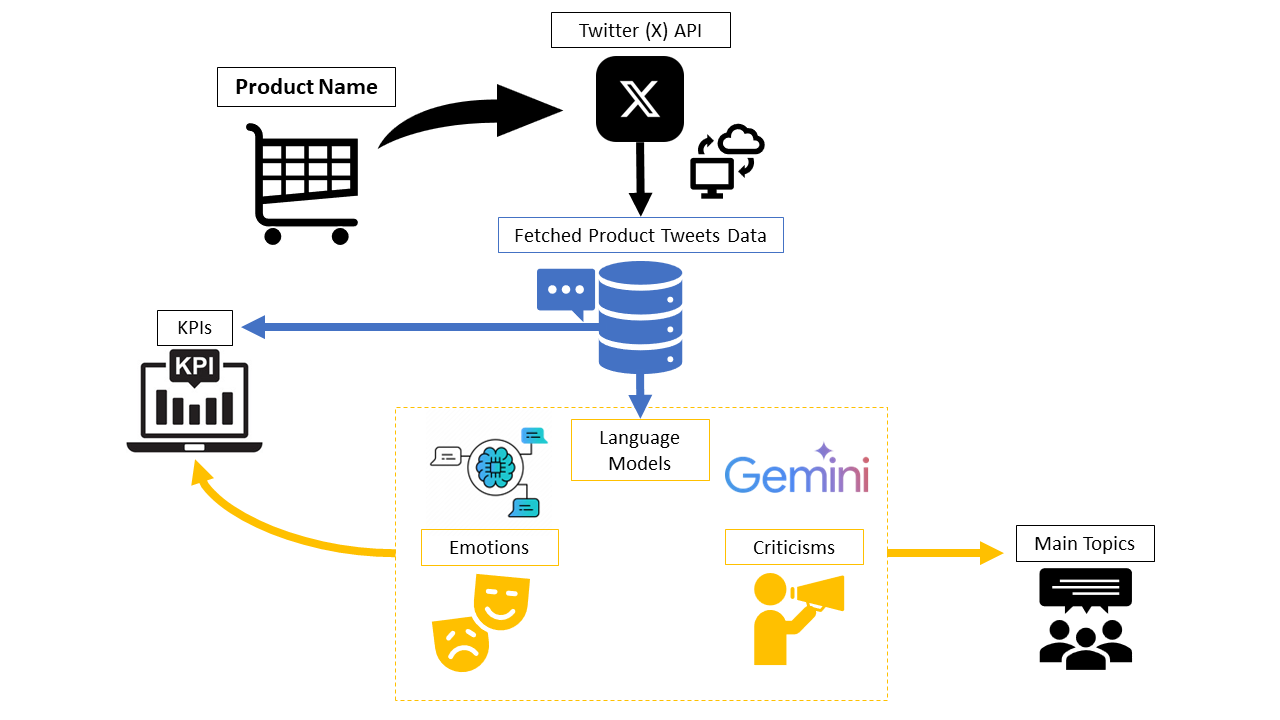 Twitter (X) API
Product Name
X
Fetched Product Tweets Data
KPIs
KPI
Language
Models
Gemini
Emotions
Criticisms
Main Topics